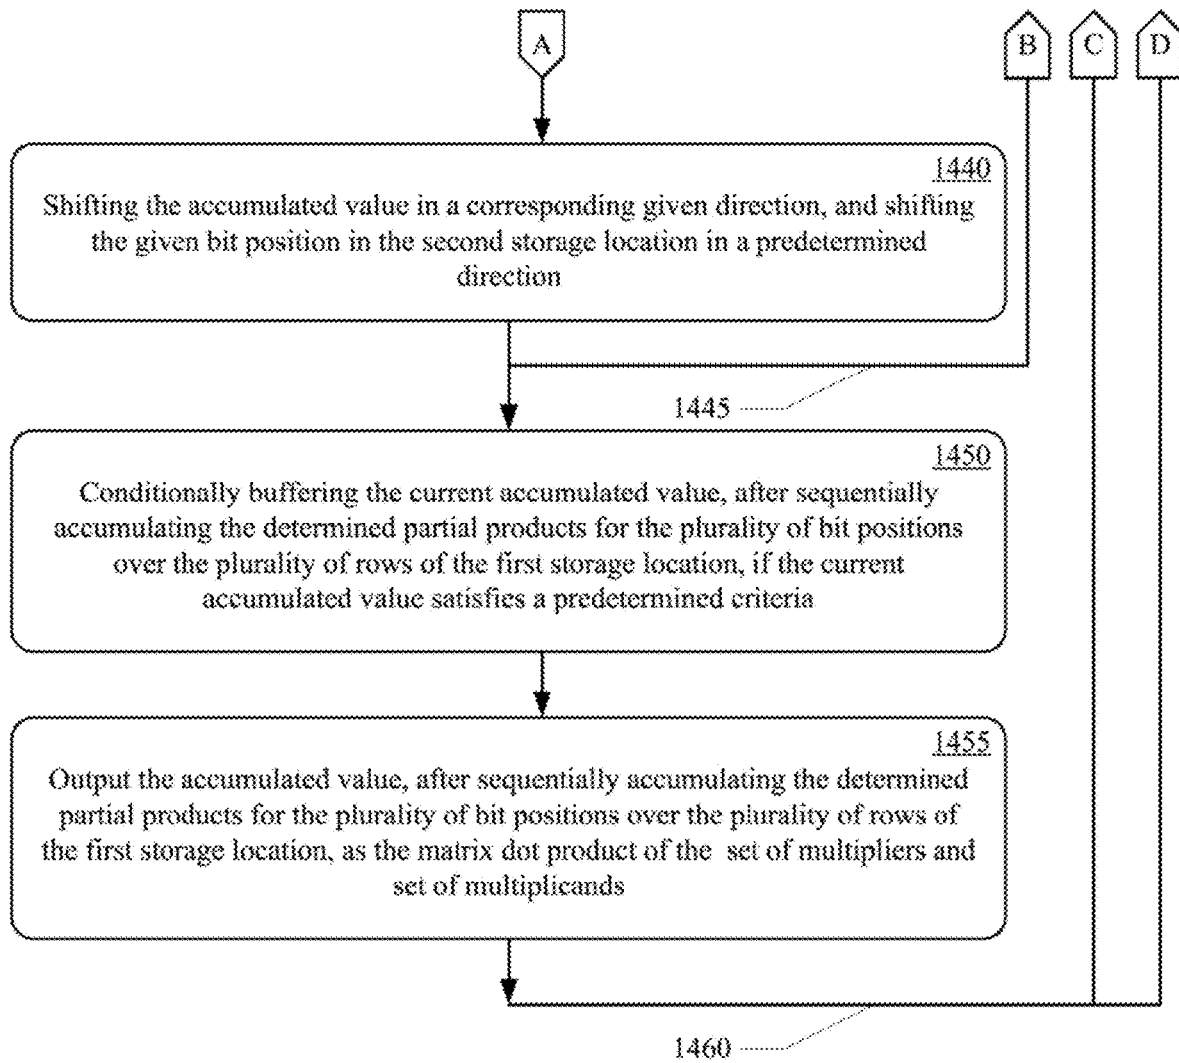 A
B
C
D
1440
Shifting the accumulated value in a corresponding given direction, and shifting
the given bit position in the second storage location in a predetermined
direction
1445
1450
Conditionally buffering the current accumulated value, after sequentially
accumulating the determined partial products for the plurality of bit positions
over the plurality of rows of the first storage location, if the current
accumulated value satisfies a predetermined criteria
1455
Output the accumulated value, after sequentially accumulating the determined
partial products for the plurality of bit positions over the plurality of rows of
the first storage location, as the matrix dot product of the set of multipliers and
set of multiplicands
1460